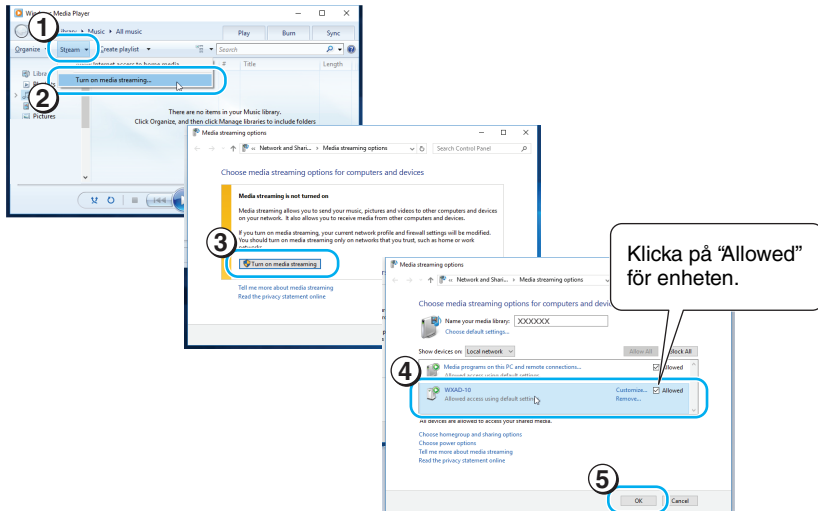 Windows Media Player
1
Library ▸ Music ▸ All music
Play Burn Sync
Organize Stream Create playlist Search
Internet access to home media
# Title Length
Turn on media streaming...
2
Pictures
There are no items in your Music library.
Click Organize, and then click Manage libraries to include folders
Media streaming options
« Network and Shari... › Media streaming options Search Control Panel
Choose media streaming options for computers and devices
Media streaming is not turned on
Media streaming allows you to send your music, pictures and videos to other computers and devices
on your network. It also allows you to receive media from other computers and devices.
If you turn on media streaming, your current network profile and firewall settings will be modified.
You should turn on media streaming only on networks that you trust, such as home or work
networks.
3
Turn on media streaming
Tell me more about media streaming
Read the privacy statement online
Klicka på “Allowed”
för enheten.
Media streaming options
« Network and Shari... › Media streaming options
Choose media streaming options for computers and
Name your media library: XXXXXX
Choose default settings...
Show devices on: Local network Allow All Block All
4
Media programs on this PC and remote connections... Allowed
Allowed access using default settings
WXAD-10 Customize... Allowed
Allowed access using default settings Remove...
All devices are allowed to access your shared media.
Choose homegroup and sharing options
Choose power options
Tell me more about media streaming
Read the privacy statement online
5
OK Cancel